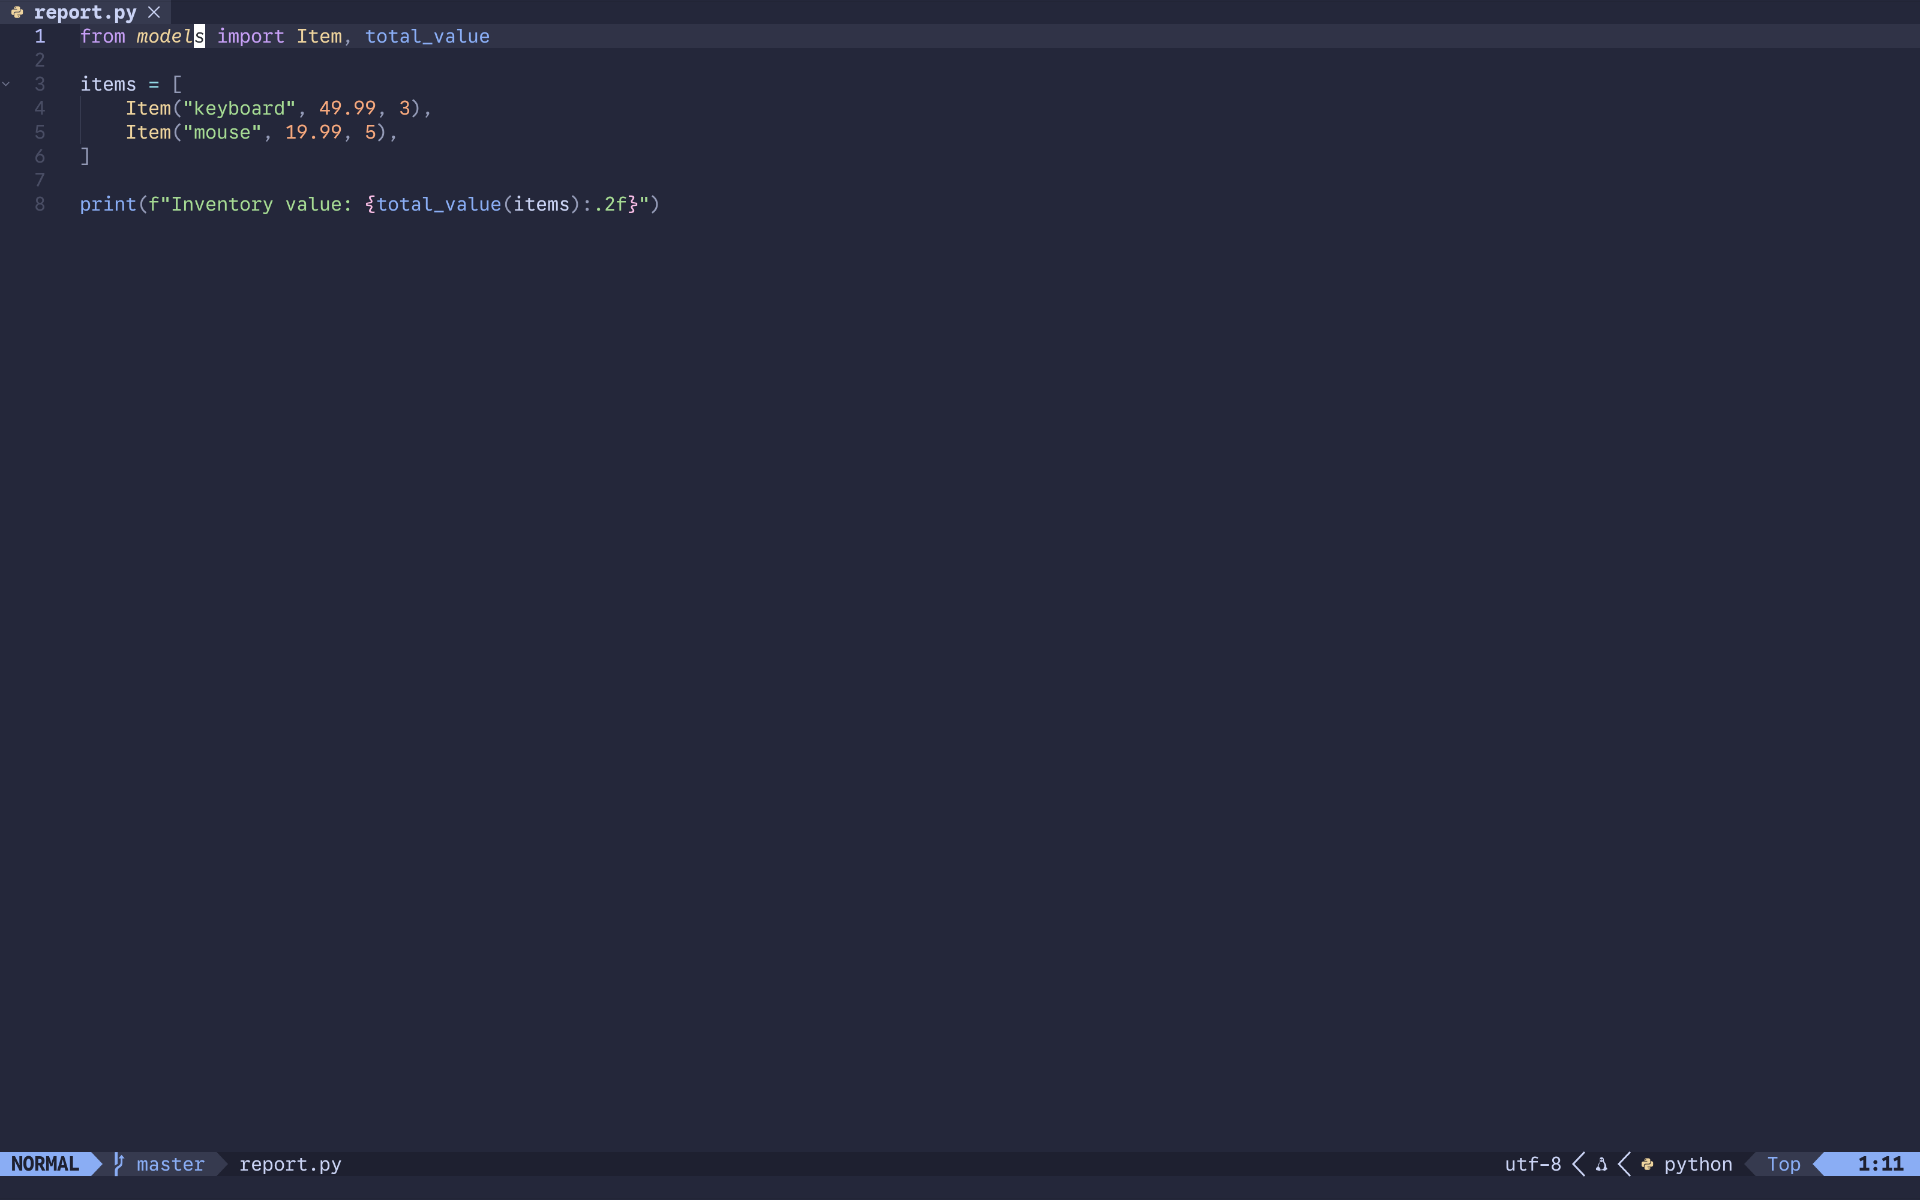 report.py
1 from models import Item, total_value
2
3 items = [
4     Item("keyboard", 49.99, 3),
5     Item("mouse", 19.99, 5),
6 ]
7
8 print(f"Inventory value: {total_value(items):.2f}")
NORMAL master report.py utf-8 python Top 1:11